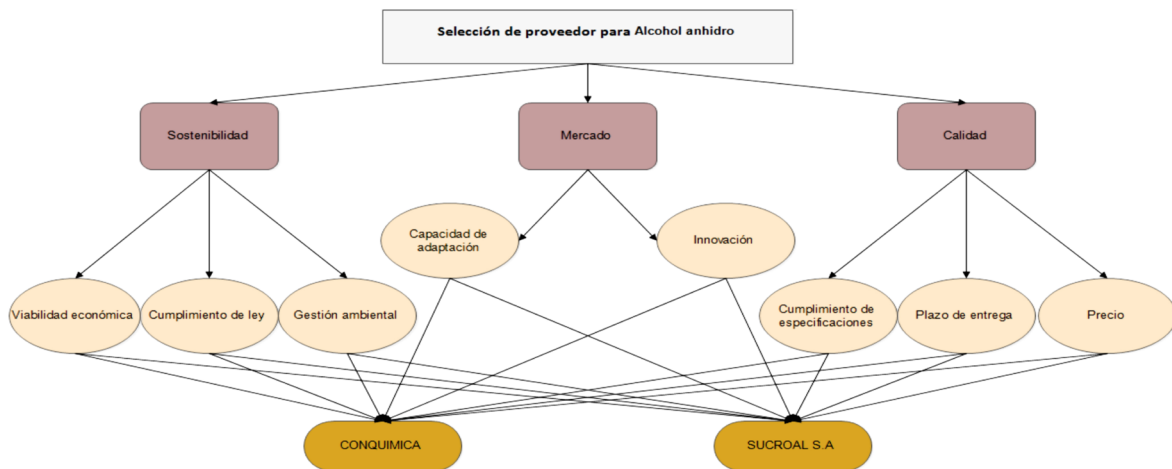 Selección de proveedor para Alcohol anhidro
Sostenibilidad
Mercado
Calidad
Capacidad de
adaptación
Innovación
Viabilidad económica
Cumplimiento de ley
Gestión ambiental
Cumplimiento de
especificaciones
Plazo de entrega
Precio
CONQUIMICA
SUCROAL S.A